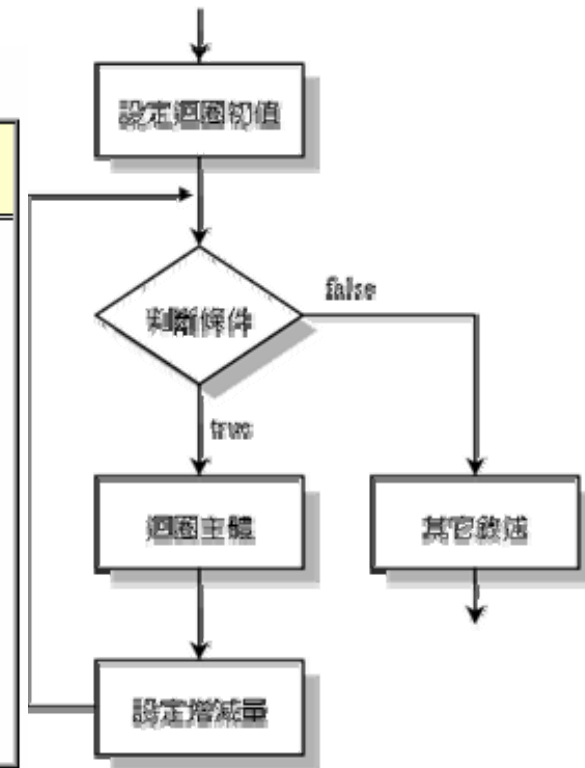 設定迴圈初值
false
判斷條件
true
迴圈主體
其它敘述
設定增減量